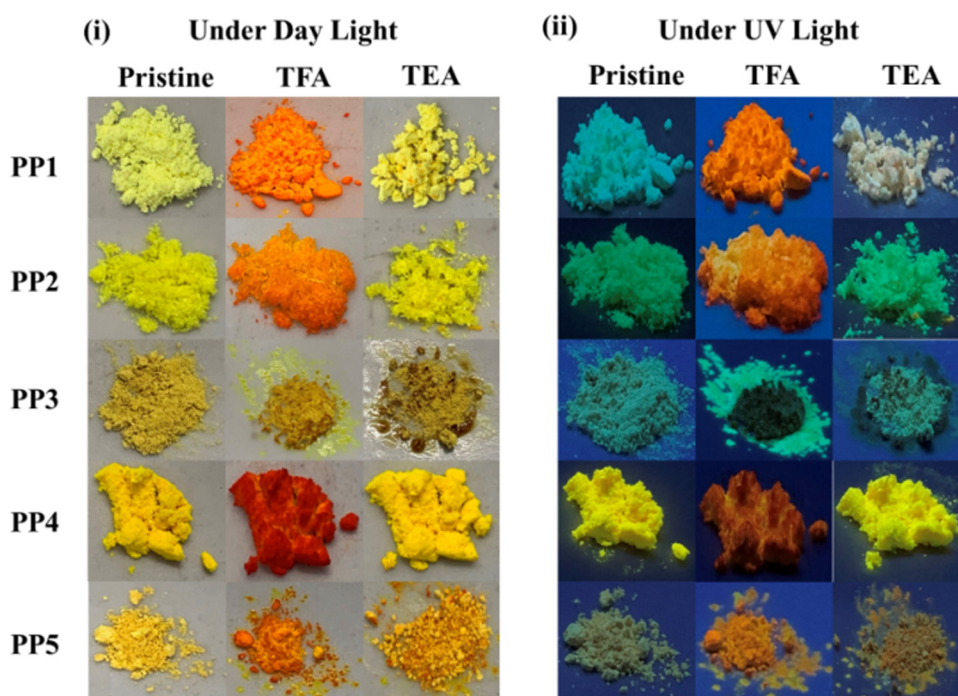 (i) Under Day Light
Pristine TFA TEA
(ii) Under UV Light
Pristine TFA TEA
PP1
PP2
PP3
PP4
PP5